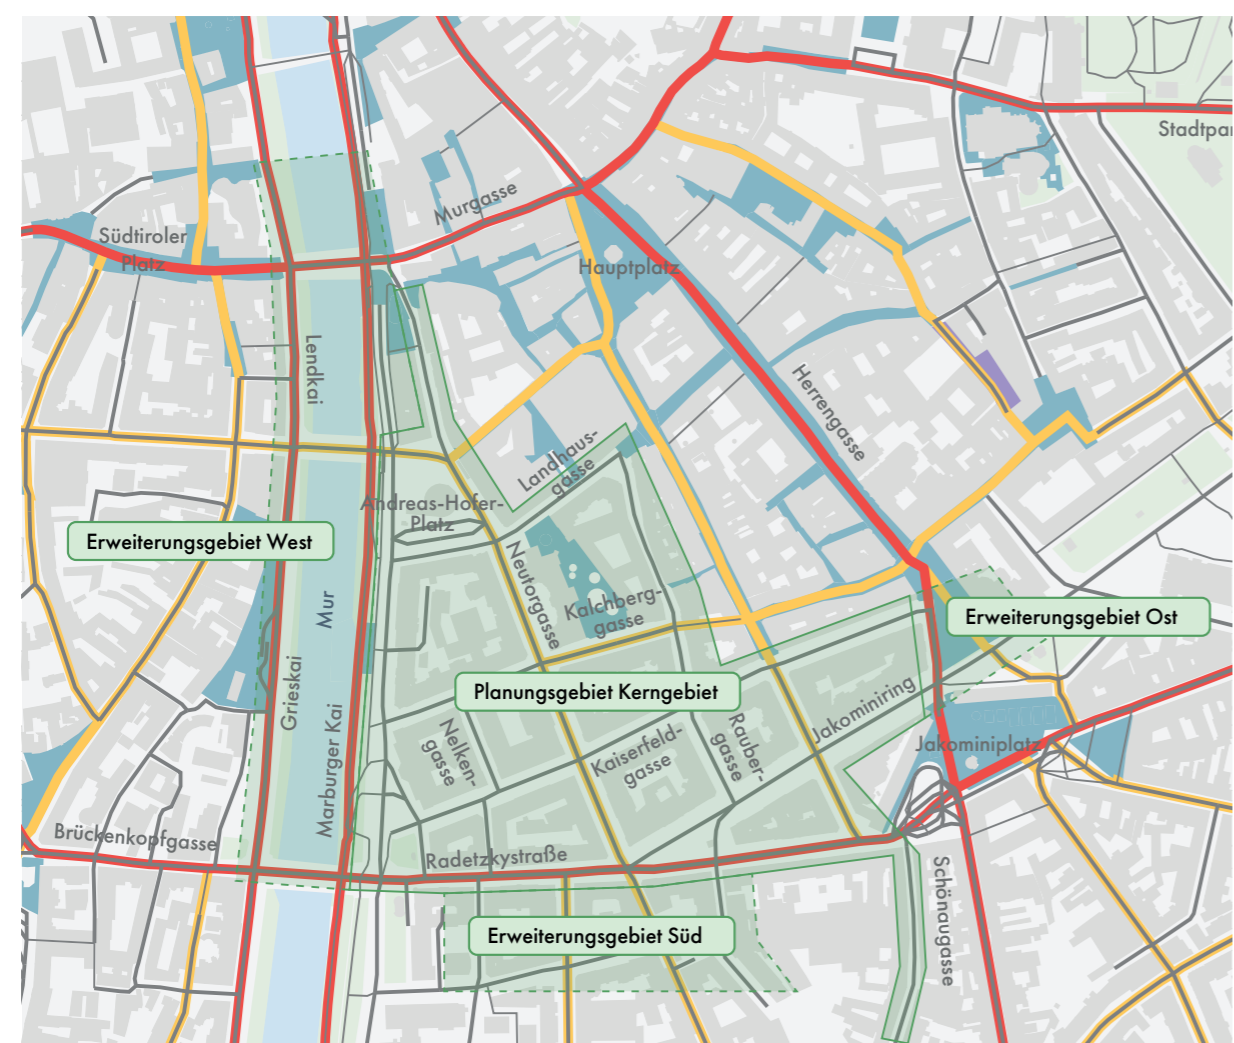 Stadtpar
Murgasse
Südtiroler
Platz
Hauptplatz
Lendkai
Herrengasse
Landhaus-
gasse
Andreas-Hofer-
Platz
Erweiterungsgebiet West
Neutorgasse
Mur
Kalchberg-
gasse
Erweiterungsgebiet Ost
Grieskai
Planungsgebiet Kerngebiet
Marburger Kai
Nelken-
gasse
Kaiserfeld-
gasse
Rauber-
gasse
Jakominiring
Jakominiplatz
Brückenkopfgasse
Radetzkystraße
Schönaugasse
Erweiterungsgebiet Süd